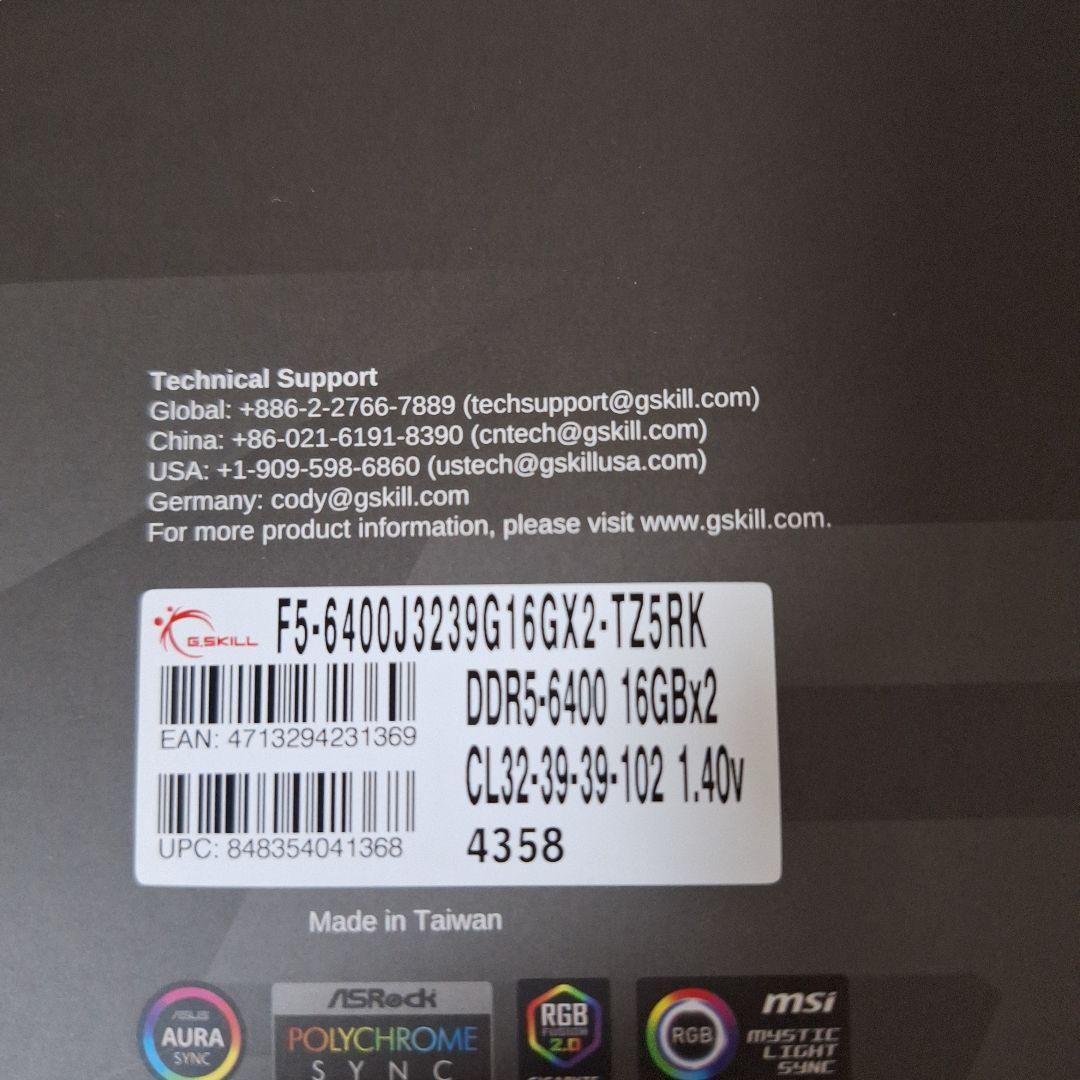 Technical Support
Global: +886-2-2766-7889 (techsupport@gskill.com)
China: +86-021-6191-8390 (cntech@gskill.com)
USA: +1-909-598-6860 (ustech@gskillusa.com)
Germany: cody@gskill.com
For more product information, please visit www.gskill.com.
G.SKILL
F5-6400J3239G16GX2-TZ5RK
DDR5-6400 16GBx2
EAN: 4713294231369
CL32-39-39-102 1.40v
UPC: 848354041368
4358
Made in Taiwan
ASUS
AURA
SYNC
ASRock
POLYCHROME
SYNC
RGB
FUSION
2.0
GIGABYTE
RGB
msi
MYSTIC
LIGHT
SYNC